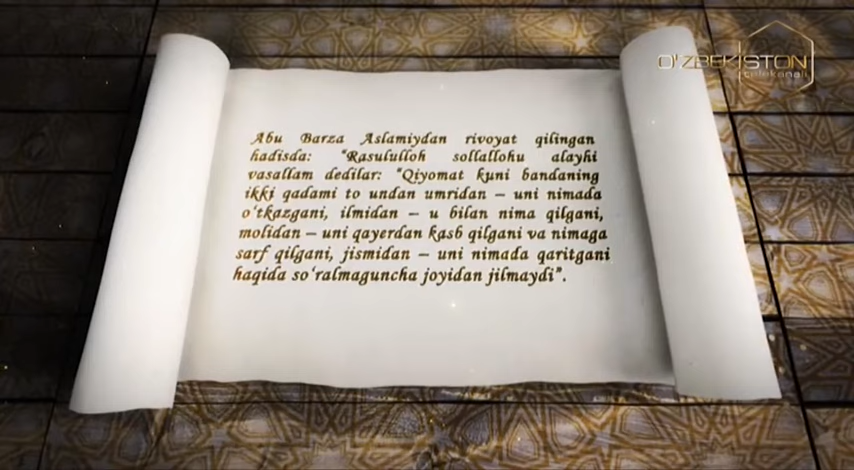 O'ZBEKISTON
telekanali
Abu Barza Aslamiydan rivoyat qilingan
hadisda: "Rasululloh sollallohu alayhi
vasallam dedilar: "Qiyomat kuni bandaning
ikki qadami to undan umridan – uni nimada
o'tkazgani, ilmidan – u bilan nima qilgani,
molidan – uni qayerdan kasb qilgani va nimaga
sarf qilgani, jismidan – uni nimada qaritgani
haqida so'ralmaguncha joyidan jilmaydi".